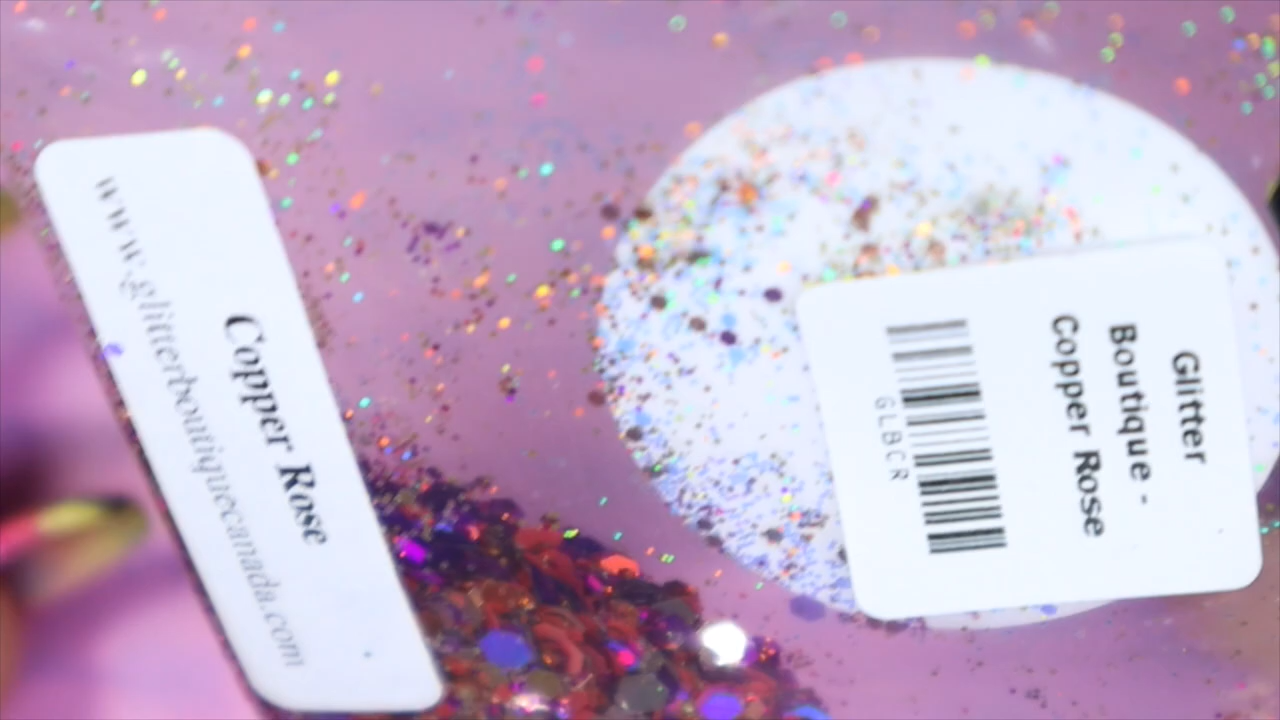 Copper Rose
www.glitterboutiquecanada.com
Glitter
Boutique -
Copper Rose
GLBCR